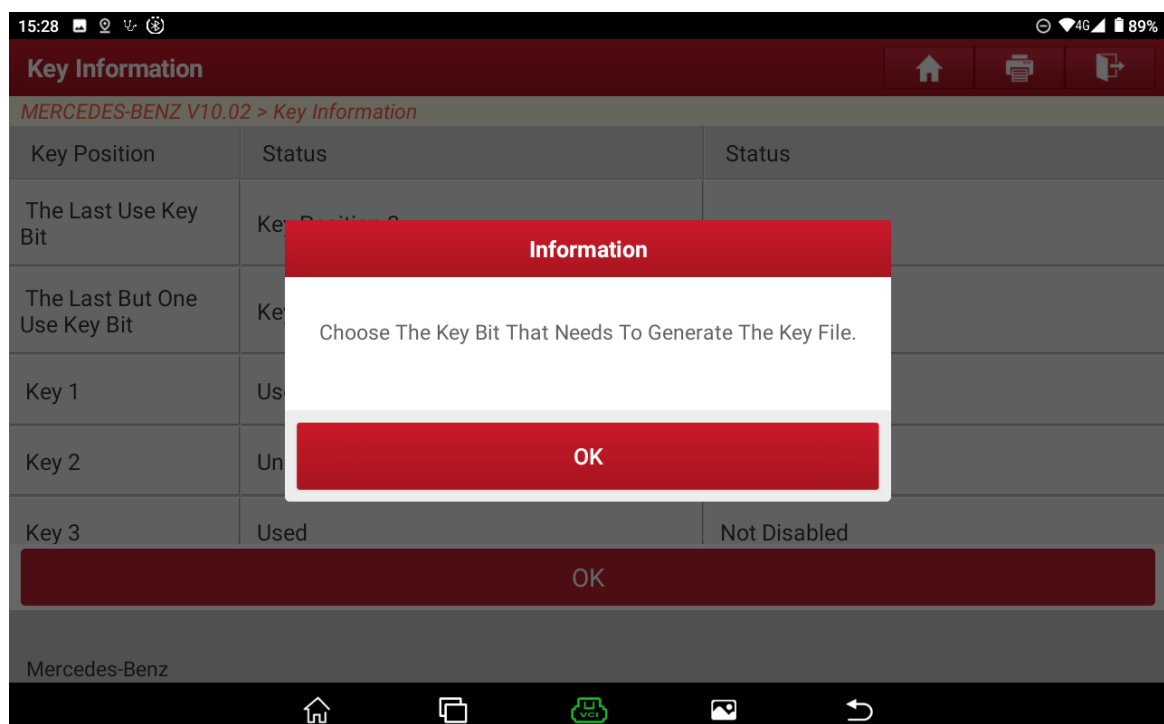 15:28
4G 89%
Key Information
MERCEDES-BENZ V10.02 > Key Information
Key Position Status Status
The Last Use Key
Bit
The Last But One
Use Key Bit
Information
Choose The Key Bit That Needs To Generate The Key File.
OK
Key 1
Key 2
Key 3 Used Not Disabled
OK
Mercedes-Benz
VCI